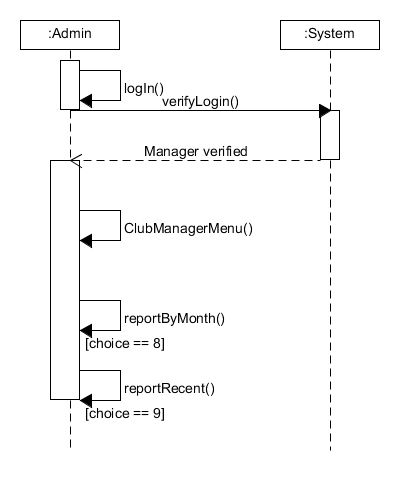 :Admin
:System
logIn()
verifyLogin()
Manager verified
ClubManagerMenu()
reportByMonth()
[choice == 8]
reportRecent()
[choice == 9]